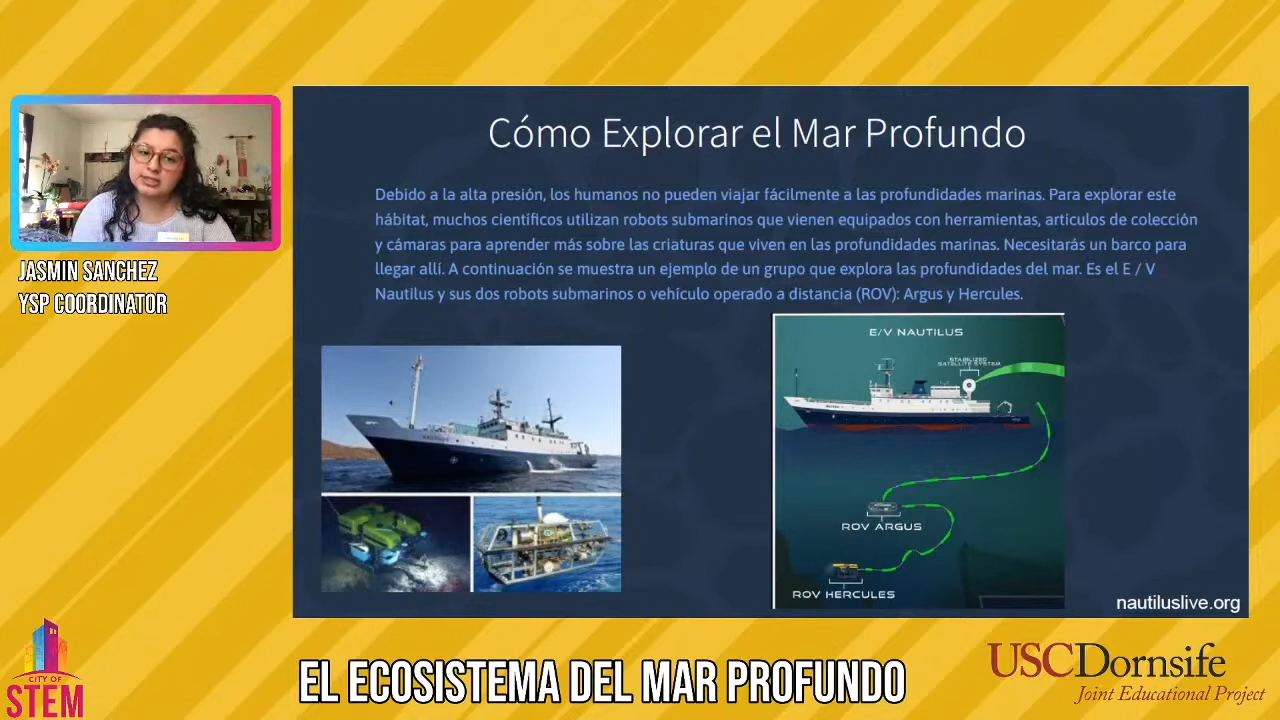 Cómo Explorar el Mar Profundo
Debido a la alta presión, los humanos no pueden viajar fácilmente a las profundidades marinas. Para explorar este
hábitat, muchos científicos utilizan robots submarinos que vienen equipados con herramientas, artículos de colección
y cámaras para aprender más sobre las criaturas que viven en las profundidades marinas. Necesitarás un barco para
llegar allí. A continuación se muestra un ejemplo de un grupo que explora las profundidades del mar. Es el E / V
Nautilus y sus dos robots submarinos o vehículo operado a distancia (ROV): Argus y Hercules.
JASMIN SANCHEZ
YSP COORDINATOR
E/V NAUTILUS
STABILIZED
SATELLITE SYSTEM
ROV ARGUS
ROV HERCULES
nautiluslive.org
CITY OF
STEM
EL ECOSISTEMA DEL MAR PROFUNDO
USCDornsife
Joint Educational Project